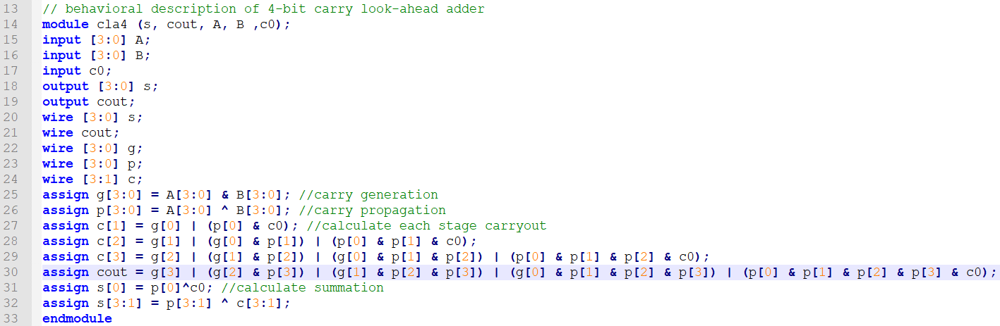 13 // behavioral description of 4-bit carry look-ahead adder
14 module cla4 (s, cout, A, B ,c0);
15 input [3:0] A;
16 input [3:0] B;
17 input c0;
18 output [3:0] s;
19 output cout;
20 wire [3:0] s;
21 wire cout;
22 wire [3:0] g;
23 wire [3:0] p;
24 wire [3:1] c;
25 assign g[3:0] = A[3:0] & B[3:0]; //carry generation
26 assign p[3:0] = A[3:0] ^ B[3:0]; //carry propagation
27 assign c[1] = g[0] | (p[0] & c0); //calculate each stage carryout
28 assign c[2] = g[1] | (g[0] & p[1]) | (p[0] & p[1] & c0);
29 assign c[3] = g[2] | (g[1] & p[2]) | (g[0] & p[1] & p[2]) | (p[0] & p[1] & p[2] & c0);
30 assign cout = g[3] | (g[2] & p[3]) | (g[1] & p[2] & p[3]) | (g[0] & p[1] & p[2] & p[3]) | (p[0] & p[1] & p[2] & p[3] & c0);
31 assign s[0] = p[0]^c0; //calculate summation
32 assign s[3:1] = p[3:1] ^ c[3:1];
33 endmodule